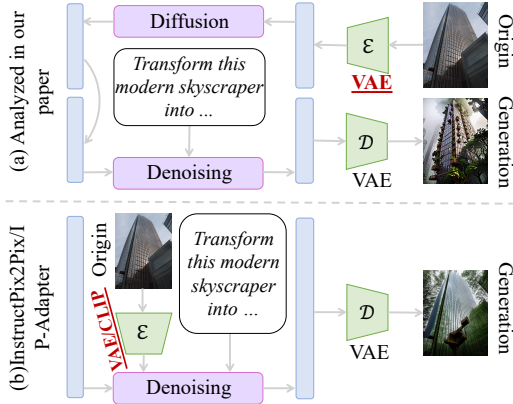 (a) Analyzed in our
paper
Diffusion
Transform this
modern skyscraper
into ...
Denoising
ℰ
VAE
𝒟
VAE
Origin
Generation
(b)InstructPix2Pix/I
P-Adapter
Origin
VAE/CLIP
ℰ
Transform
this modern
skyscraper
into ...
Denoising
𝒟
VAE
Generation